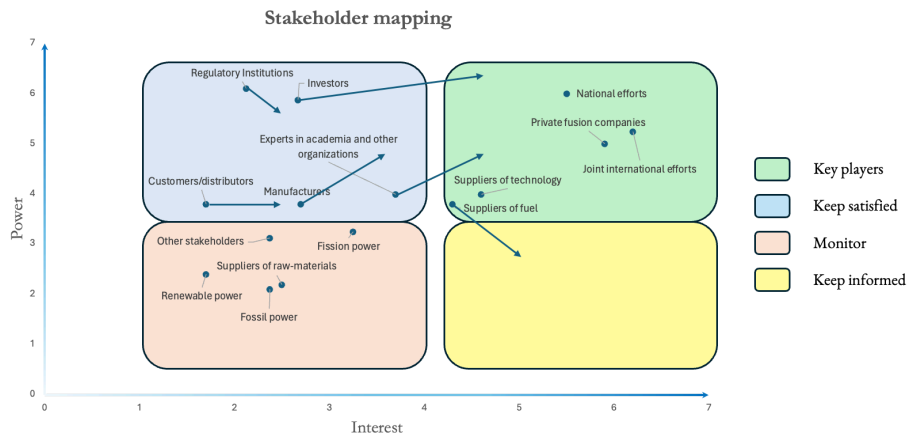 Stakeholder mapping
7
6
5
4
3
2
1
0
Power
Regulatory Institutions
Investors
Experts in academia and other
organizations
Customers/distributors
Manufacturers
National efforts
Private fusion companies
Joint international efforts
Suppliers of technology
Suppliers of fuel
Other stakeholders
Fission power
Suppliers of raw-materials
Renewable power
Fossil power
0 1 2 3 4 5 6 7
Interest
Key players
Keep satisfied
Monitor
Keep informed